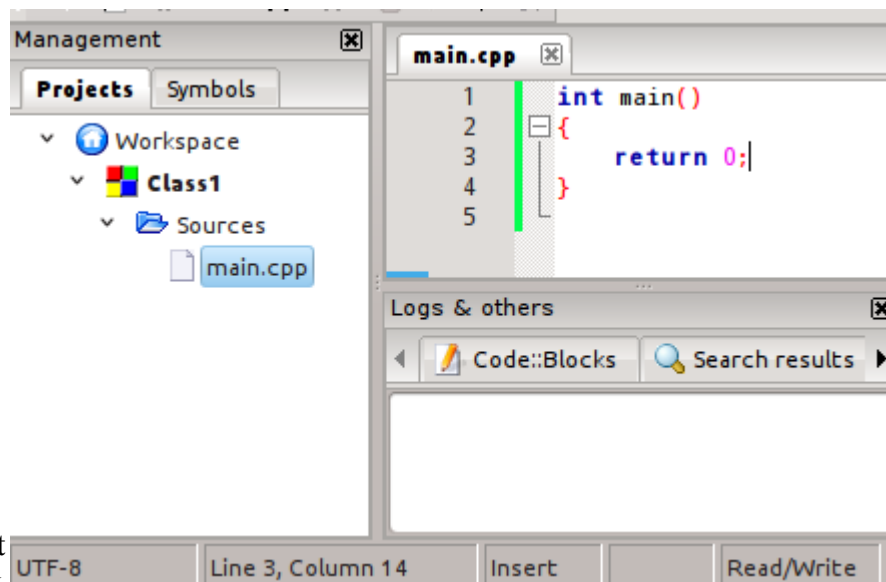 Management
Projects Symbols
Workspace
Class1
Sources
main.cpp
main.cpp
1 int main()
2 {
3 return 0;
4 }
5
Logs & others
Code::Blocks Search results
t
UTF-8 Line 3, Column 14 Insert Read/Write